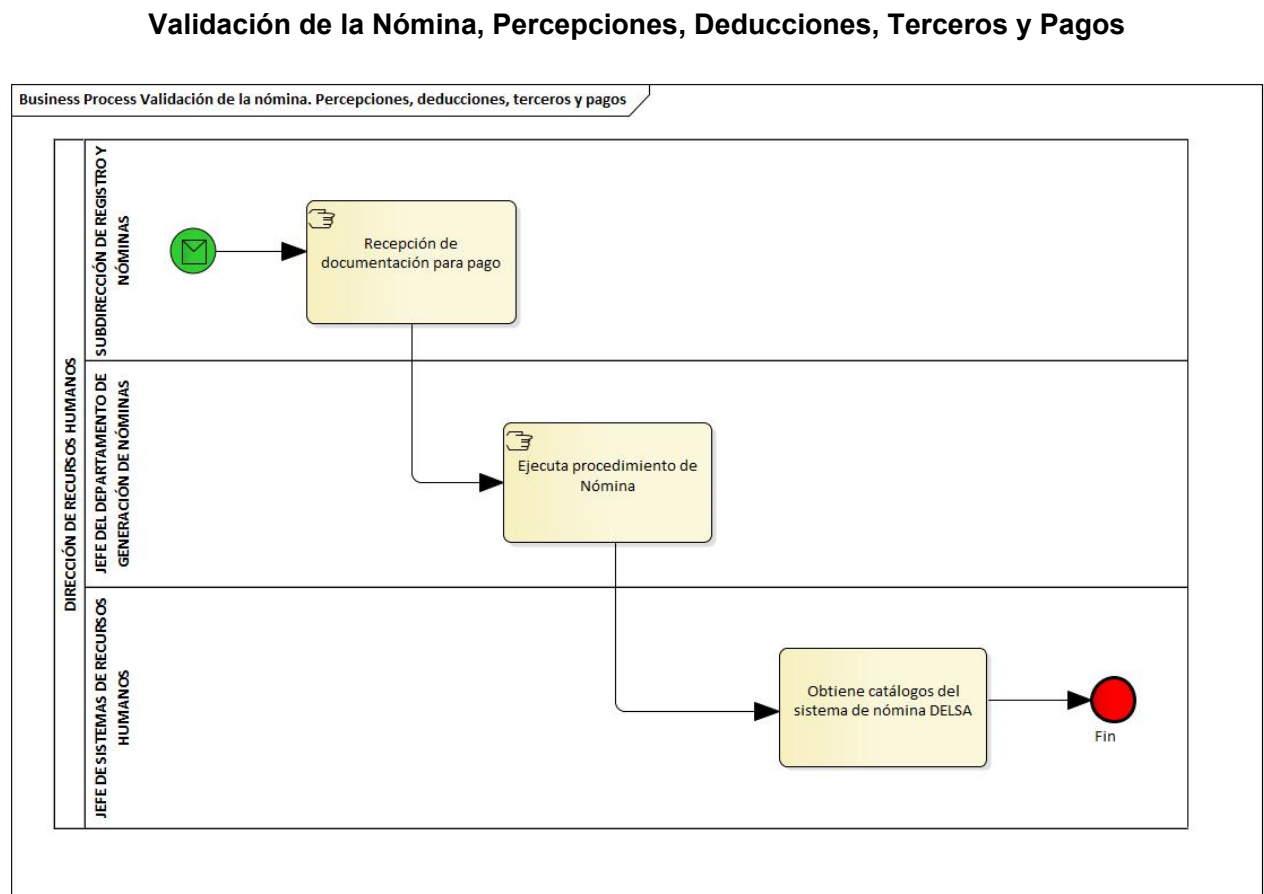 Validación de la Nómina, Percepciones, Deducciones, Terceros y Pagos
Business Process Validación de la nómina. Percepciones, deducciones, terceros y pagos
DIRECCIÓN DE RECURSOS HUMANOS
SUBDIRECCIÓN DE REGISTRO Y
NÓMINAS
Recepción de
documentación para pago
JEFE DEL DEPARTAMENTO DE
GENERACIÓN DE NÓMINAS
Ejecuta procedimiento de
Nómina
JEFE DE SISTEMAS DE RECURSOS
HUMANOS
Obtiene catálogos del
sistema de nómina DELSA
Fin